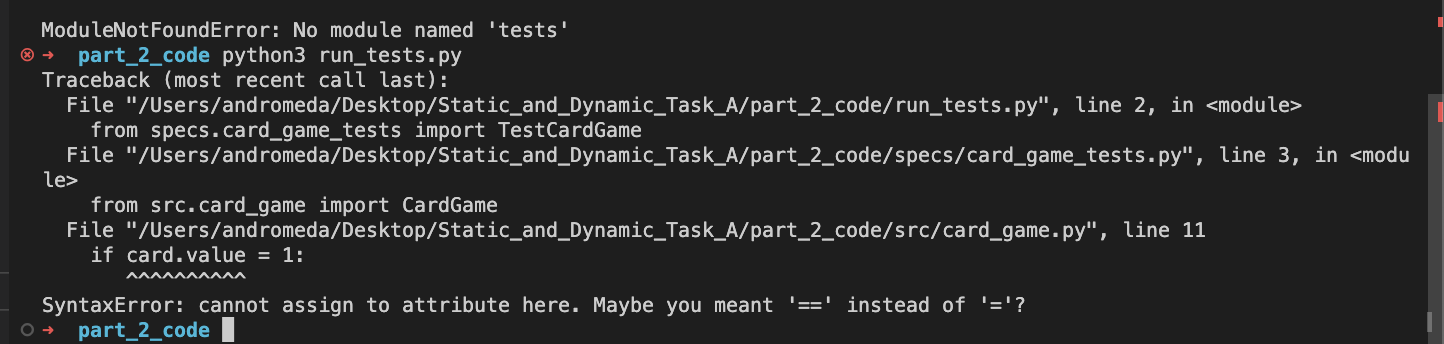 ModuleNotFoundError: No module named 'tests'
➜  part_2_code python3 run_tests.py
Traceback (most recent call last):
  File "/Users/andromeda/Desktop/Static_and_Dynamic_Task_A/part_2_code/run_tests.py", line 2, in <module>
    from specs.card_game_tests import TestCardGame
  File "/Users/andromeda/Desktop/Static_and_Dynamic_Task_A/part_2_code/specs/card_game_tests.py", line 3, in <modu
le>
    from src.card_game import CardGame
  File "/Users/andromeda/Desktop/Static_and_Dynamic_Task_A/part_2_code/src/card_game.py", line 11
    if card.value = 1:
       ^^^^^^^^^^
SyntaxError: cannot assign to attribute here. Maybe you meant '==' instead of '='?
➜  part_2_code